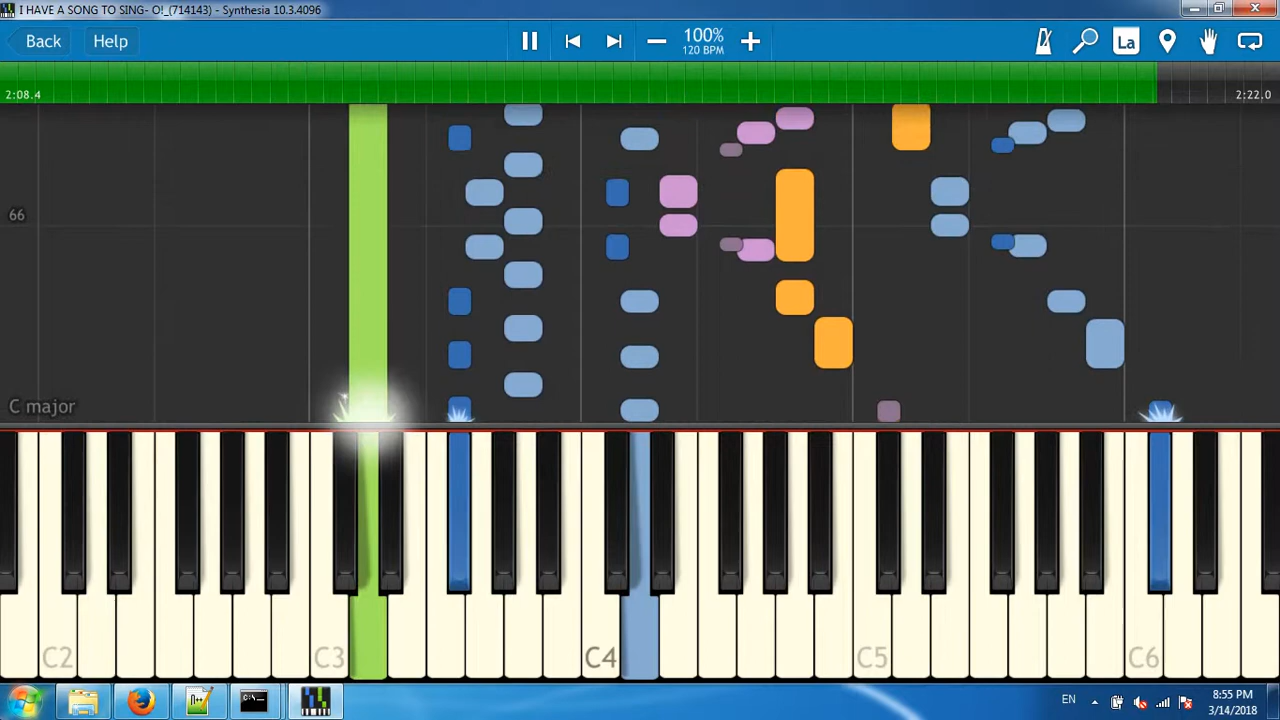 I HAVE A SONG TO SING- O!_(714143) - Synthesia 10.3.4096
Back
Help
100%
120 BPM
La
2:08.4
2:22.0
66
C major
C2
C3
C4
C5
C6
EN
8:55 PM
3/14/2018